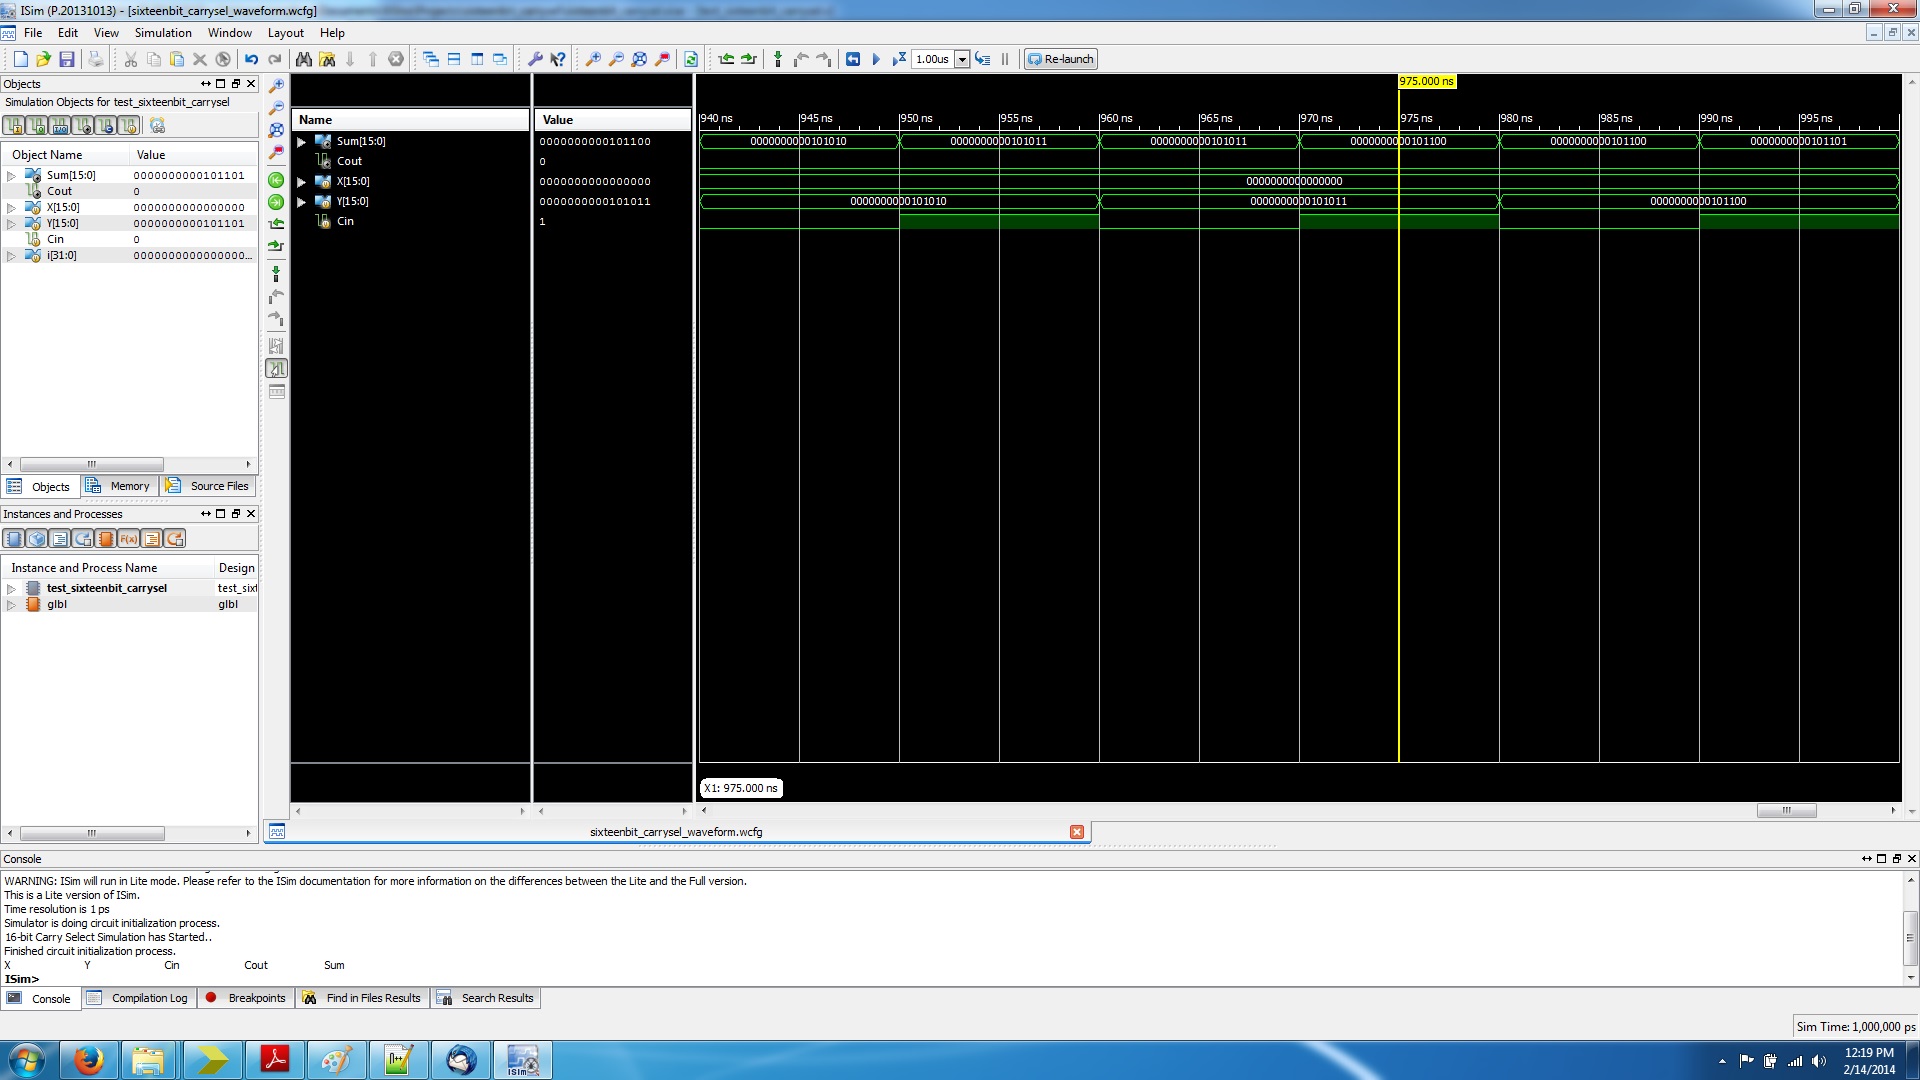 ISim (P.20131013) - [sixteenbit_carrysel_waveform.wcfg]
File Edit View Simulation Window Layout Help
1.00us Re-launch
Objects
Simulation Objects for test_sixteenbit_carrysel
Object Name Value
Sum[15:0] 0000000000101101
Cout 0
X[15:0] 0000000000000000
Y[15:0] 0000000000101101
Cin 0
i[31:0] 0000000000000000...
Objects Memory Source Files
Instances and Processes
F(x)
Instance and Process Name Design
test_sixteenbit_carrysel test_sixt
glbl glbl
Name Value
Sum[15:0] 0000000000101100
Cout 0
X[15:0] 0000000000000000
Y[15:0] 0000000000101011
Cin 1
975.000 ns
940 ns 945 ns 950 ns 955 ns 960 ns 965 ns 970 ns 975 ns 980 ns 985 ns 990 ns 995 ns
0000000000101010 0000000000101011 0000000000101011 0000000000101100 0000000000101100 0000000000101101
0000000000000000
0000000000101010 0000000000101011 0000000000101100
X1: 975.000 ns
sixteenbit_carrysel_waveform.wcfg
Console
WARNING: ISim will run in Lite mode. Please refer to the ISim documentation for more information on the differences between the Lite and the Full version.
This is a Lite version of ISim.
Time resolution is 1 ps
Simulator is doing circuit initialization process.
16-bit Carry Select Simulation has Started..
Finished circuit initialization process.
X Y Cin Cout Sum
ISim>
Console Compilation Log Breakpoints Find in Files Results Search Results
Sim Time: 1,000,000 ps
ISim
12:19 PM
2/14/2014